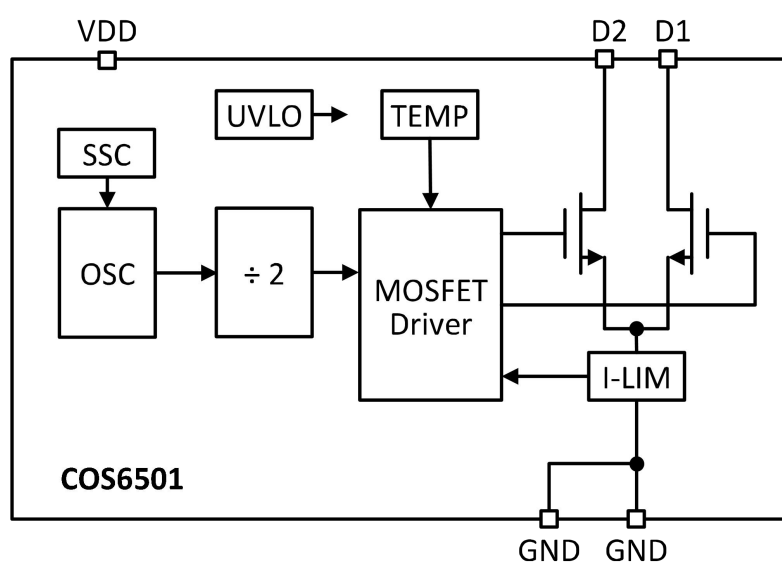 VDD
D2
D1
UVLO
TEMP
SSC
OSC
÷ 2
MOSFET
Driver
I-LIM
COS6501
GND
GND